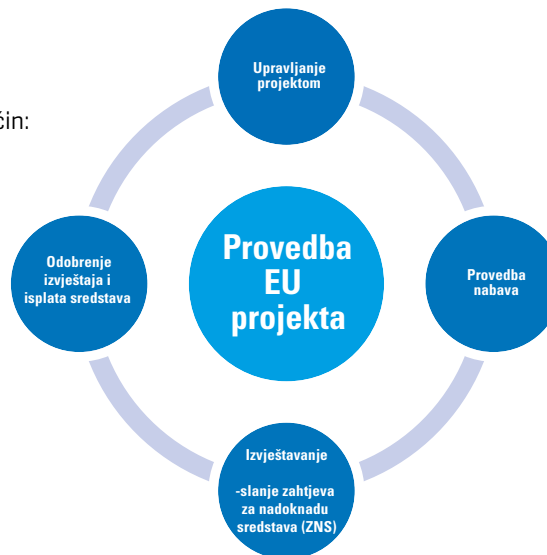 Upravljanje
projektom
čin:
Provedba
EU
projekta
Odobrenje
izvještaja i
isplata sredstava
Provedba
nabava
Izvještavanje
-slanje zahtjeva
za nadoknadu
sredstava (ZNS)